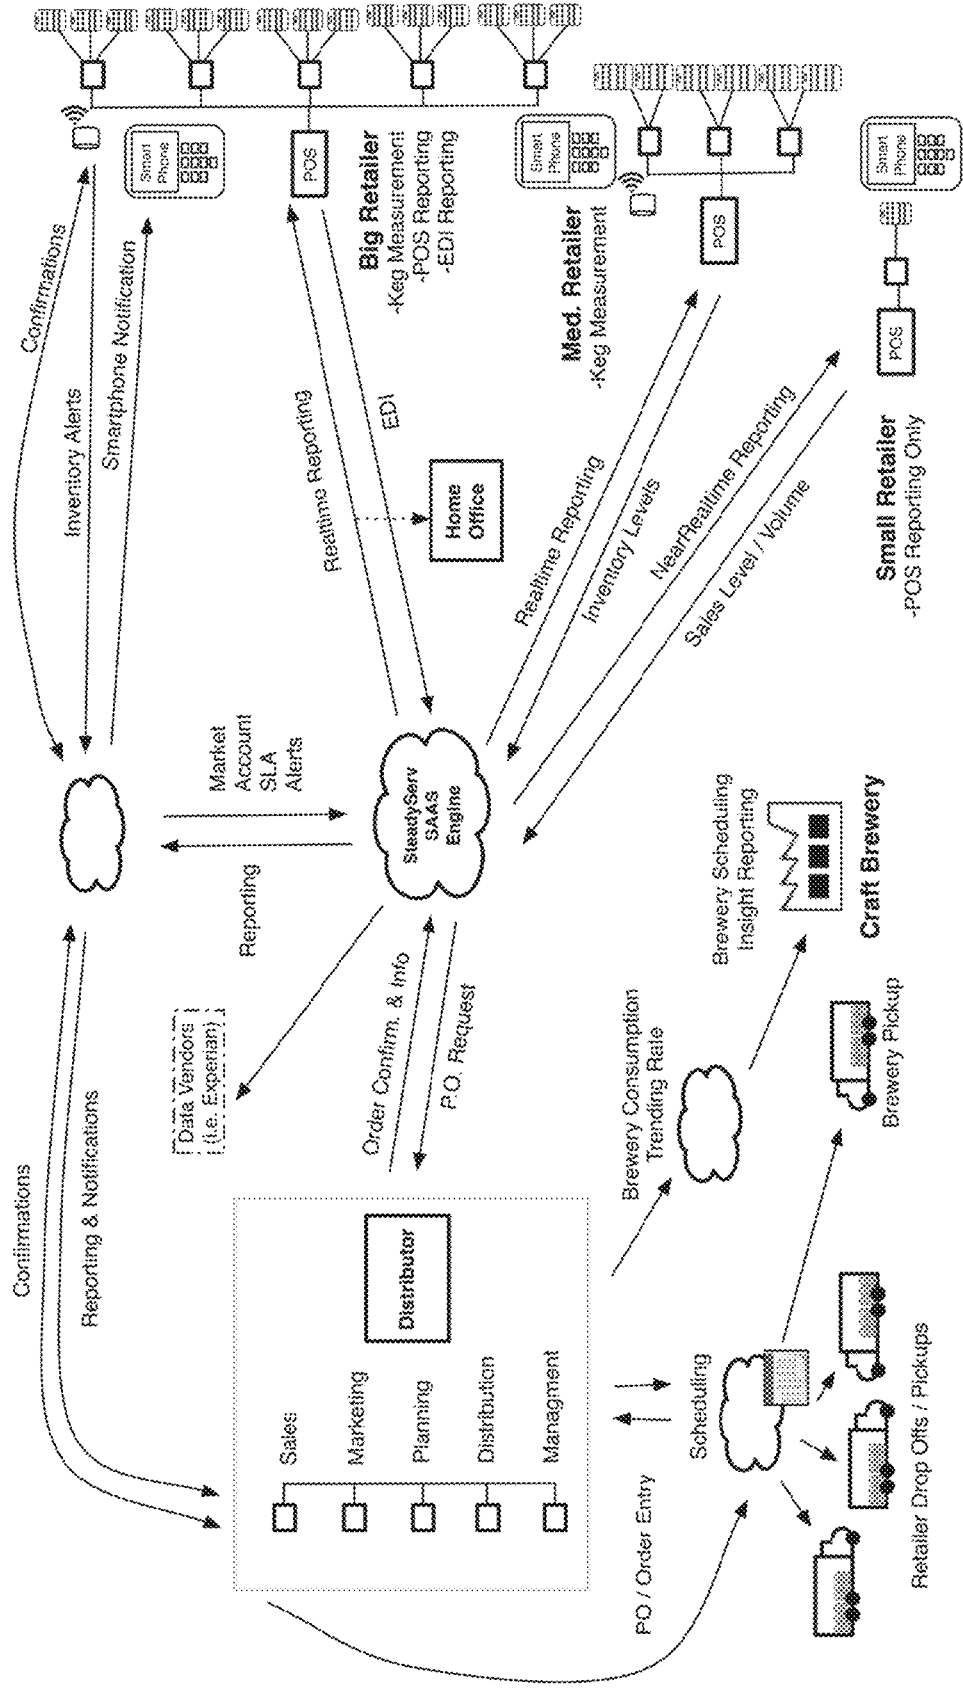 Confirmations
Reporting & Notifications
Confirmations
Inventory Alerts
Smartphone Notification
Smart
Phone
Data Vendors
(i.e. Experian)
Reporting
Market
Account
SLA
Alerts
Realtime Reporting
EDI
POS
Big Retailer
-Keg Measurement
-POS Reporting
-EDI Reporting
Sales
Marketing
Planning
Distribution
Managment
Distributor
Order Confirm. & Info
P.O. Request
SteadyServ
SAAS
Engine
Home
Office
Smart
Phone
POS
Med. Retailer
-Keg Measurement
Realtime Reporting
Inventory Levels
NearRealtime Reporting
Sales Level / Volume
PO / Order Entry
Scheduling
Brewery Consumption
Trending Rate
Brewery Scheduling
Insight Reporting
Craft Brewery
Smart
Phone
POS
Small Retailer
-POS Reporting Only
Retailer Drop Offs / Pickups
Brewery Pickup